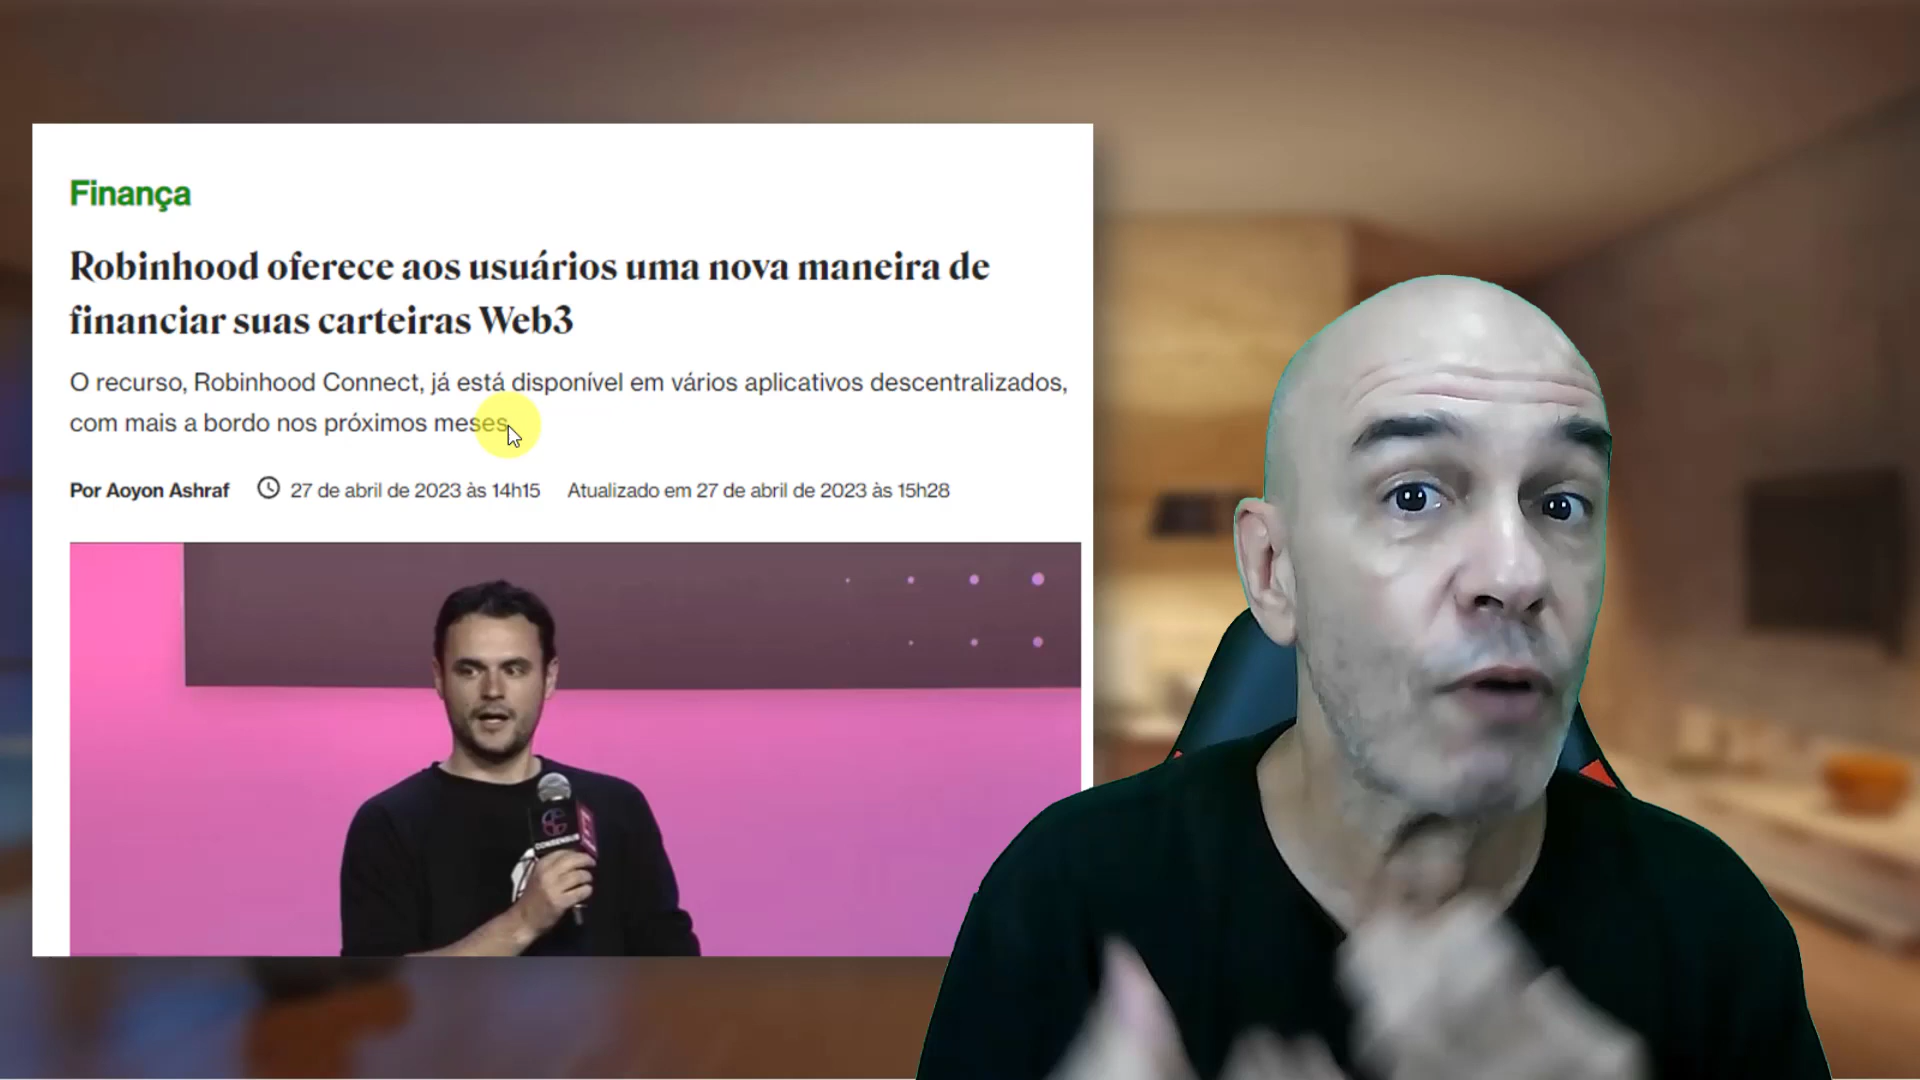 Finança
Robinhood oferece aos usuários uma nova maneira de
financiar suas carteiras Web3
O recurso, Robinhood Connect, já está disponível em vários aplicativos descentralizados,
com mais a bordo nos próximos meses
Por Aoyon Ashraf 27 de abril de 2023 às 14h15 Atualizado em 27 de abril de 2023 às 15h28
CONSENSUS